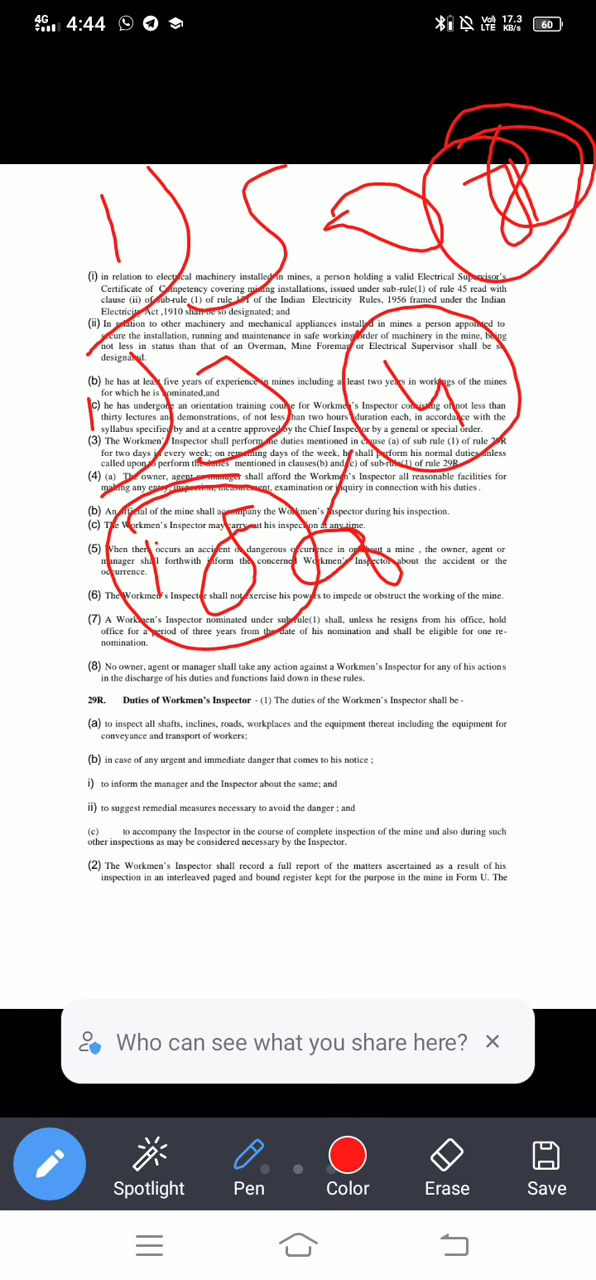 4G 4:44 Vo) LTE 17.3 KB/s 60
1) 5
(i) in relation to electrical machinery installed in mines, a person holding a valid Electrical Supervisor's
Certificate of Competency covering mining installations, issued under sub-rule(1) of rule 45 read with
clause (ii) of sub-rule (1) of rule 131 of the Indian Electricity Rules, 1956 framed under the Indian
Electricity Act ,1910 shall be so designated; and
(ii) In relation to other machinery and mechanical appliances installed in mines a person appointed to
secure the installation, running and maintenance in safe working order of machinery in the mine, being
not less in status than that of an Overman, Mine Foreman or Electrical Supervisor shall be so
designated.
(b) he has at least five years of experience in mines including at least two years in workings of the mines
for which he is nominated,and
(c) he has undergone an orientation training course for Workmen's Inspector consisting of not less than
thirty lectures and demonstrations, of not less than two hours duration each, in accordance with the
syllabus specified by and at a centre approved by the Chief Inspector by a general or special order.
(3) The Workmen's Inspector shall perform the duties mentioned in clause (a) of sub rule (1) of rule 29R
for two days in every week; on remaining days of the week, he shall perform his normal duties unless
called upon to perform the duties mentioned in clauses(b) and(c) of sub-rule(1) of rule 29R.
(4) (a) The owner, agent or manager shall afford the Workmen's Inspector all reasonable facilities for
making any entry, inspection, measurement, examination or inquiry in connection with his duties .
(b) An official of the mine shall accompany the Workmen's Inspector during his inspection.
(c) The Workmen's Inspector may carry out his inspection at any time.
(5) When there occurs an accident or dangerous occurrence in or about a mine , the owner, agent or
manager shall forthwith inform the concerned Workmen's Inspector about the accident or the
occurrence.
(6) The Workmen's Inspector shall not exercise his powers to impede or obstruct the working of the mine.
(7) A Workmen's Inspector nominated under sub-rule(1) shall, unless he resigns from his office, hold
office for a period of three years from the date of his nomination and shall be eligible for one re-
nomination.
(8) No owner, agent or manager shall take any action against a Workmen's Inspector for any of his actions
in the discharge of his duties and functions laid down in these rules.
29R. Duties of Workmen's Inspector - (1) The duties of the Workmen's Inspector shall be -
(a) to inspect all shafts, inclines, roads, workplaces and the equipment thereat including the equipment for
conveyance and transport of workers;
(b) in case of any urgent and immediate danger that comes to his notice ;
i) to inform the manager and the Inspector about the same; and
ii) to suggest remedial measures necessary to avoid the danger ; and
(c) to accompany the Inspector in the course of complete inspection of the mine and also during such
other inspections as may be considered necessary by the Inspector.
(2) The Workmen's Inspector shall record a full report of the matters ascertained as a result of his
inspection in an interleaved paged and bound register kept for the purpose in the mine in Form U. The
Who can see what you share here? ×
Spotlight Pen Color Erase Save